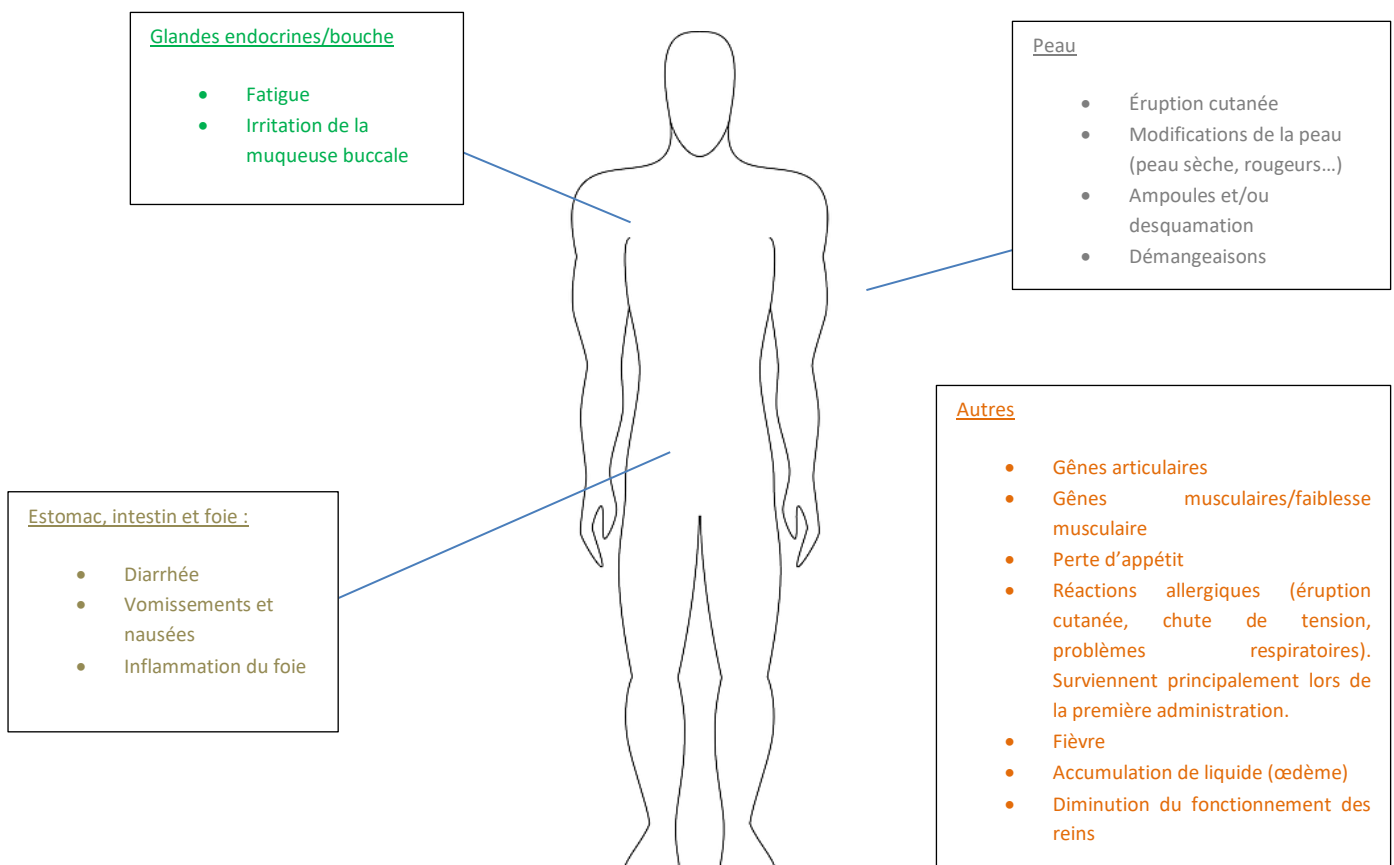 Glandes endocrines/bouche
• Fatigue
• Irritation de la
muqueuse buccale
Peau
• Éruption cutanée
• Modifications de la peau
(peau sèche, rougeurs…)
• Ampoules et/ou
desquamation
• Démangeaisons
Estomac, intestin et foie :
• Diarrhée
• Vomissements et
nausées
• Inflammation du foie
Autres
• Gênes articulaires
• Gênes musculaires/faiblesse
musculaire
• Perte d’appétit
• Réactions allergiques (éruption
cutanée, chute de tension,
problèmes respiratoires).
Surviennent principalement lors de
la première administration.
• Fièvre
• Accumulation de liquide (œdème)
• Diminution du fonctionnement des
reins